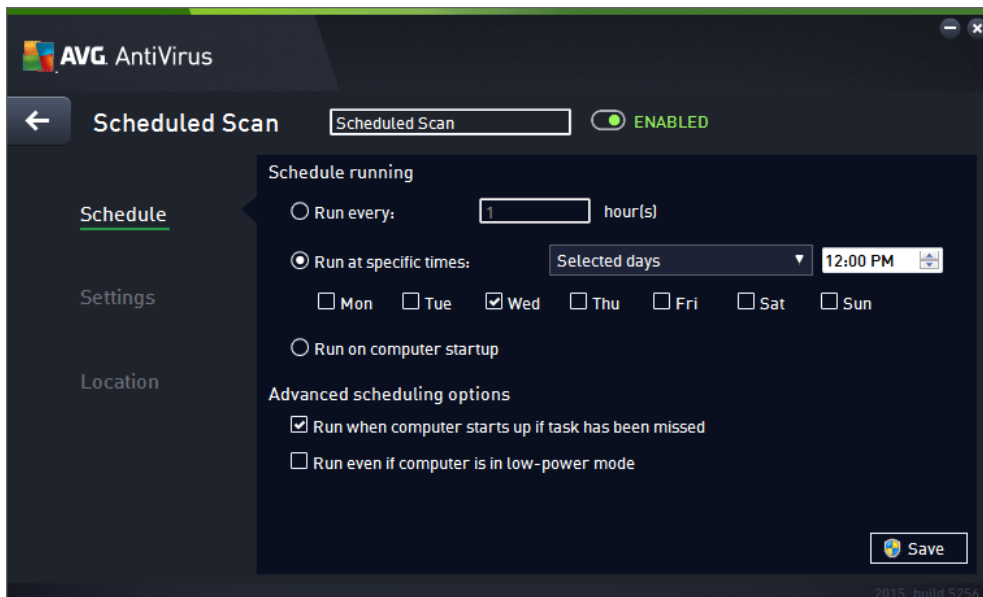 AVG. AntiVirus
Scheduled Scan Scheduled Scan ENABLED
Schedule running
Schedule
Run every: 1 hour(s)
Run at specific times: Selected days 12:00 PM
Settings
Mon Tue Wed Thu Fri Sat Sun
Run on computer startup
Location
Advanced scheduling options
Run when computer starts up if task has been missed
Run even if computer is in low-power mode
Save
2015, build 5256